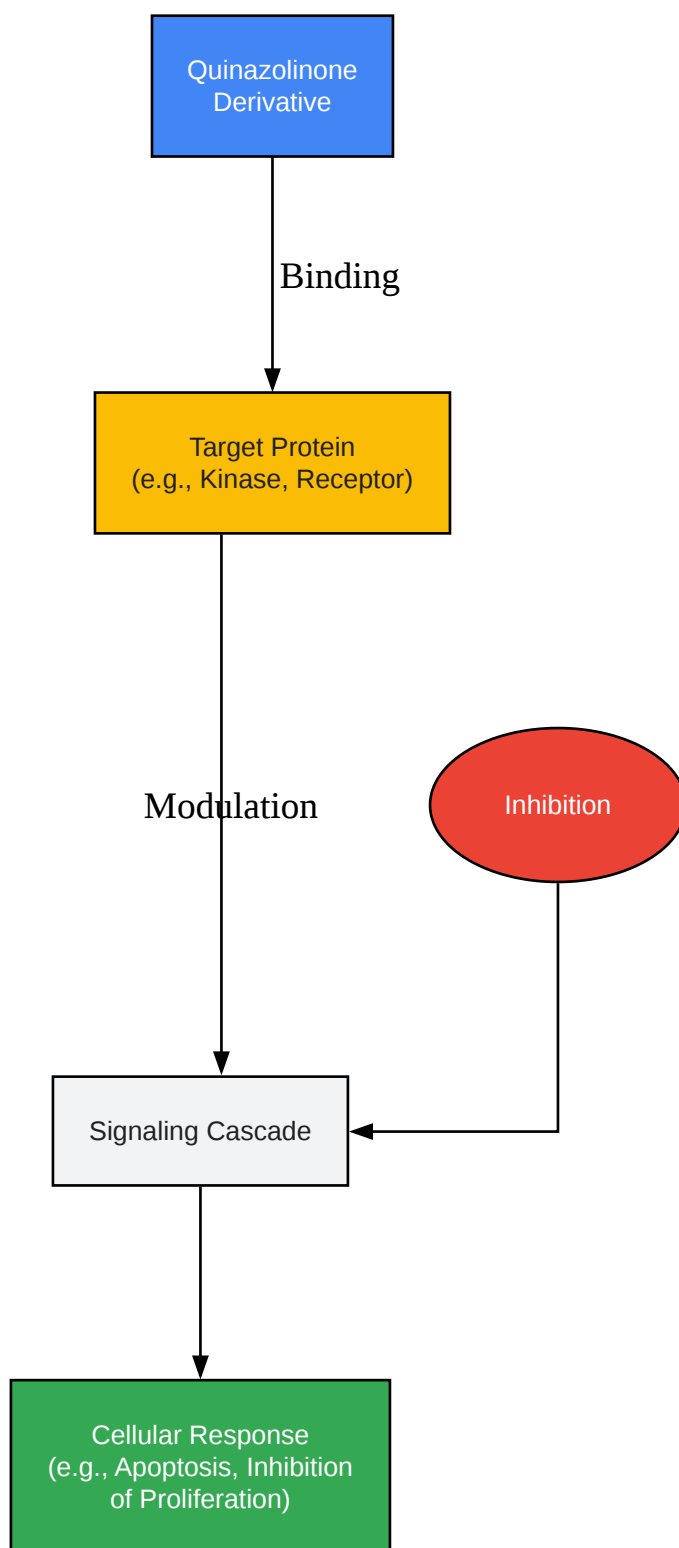 Quinazolinone
Derivative
Binding
Target Protein
(e.g., Kinase, Receptor)
Modulation
Inhibition
Signaling Cascade
Cellular Response
(e.g., Apoptosis, Inhibition
of Proliferation)